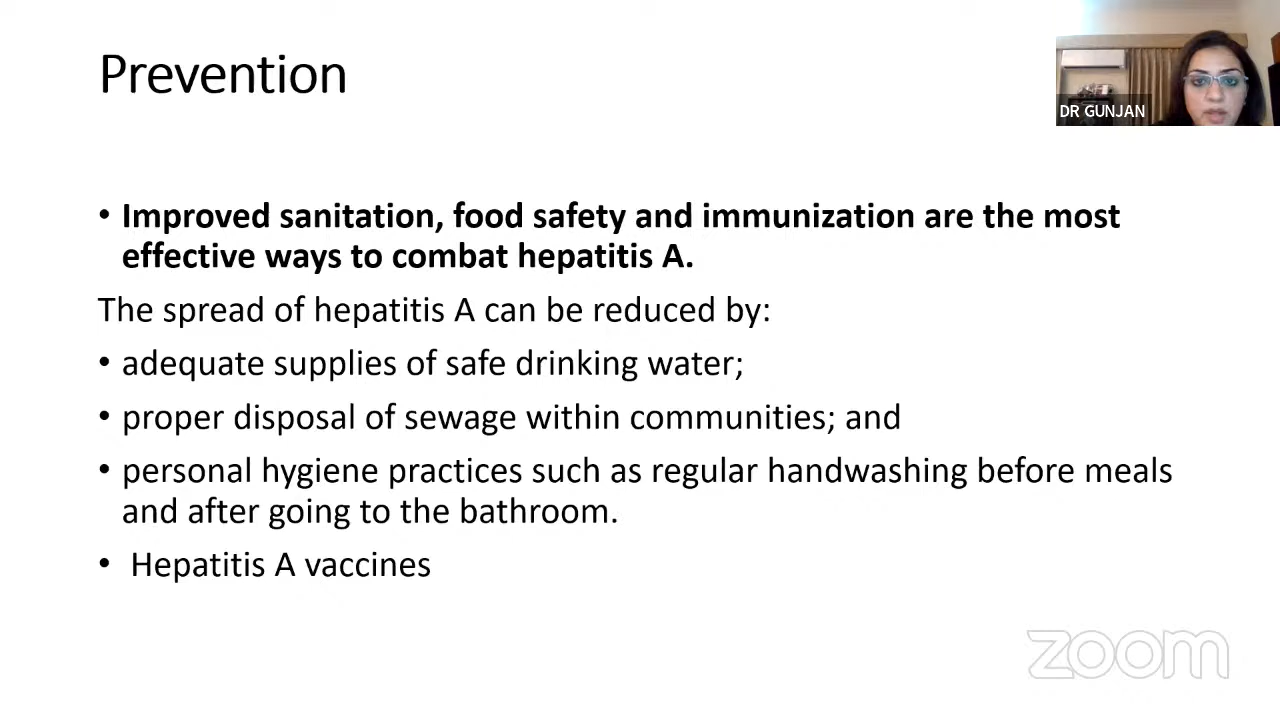 Prevention
DR GUNJAN
• Improved sanitation, food safety and immunization are the most
effective ways to combat hepatitis A.
The spread of hepatitis A can be reduced by:
• adequate supplies of safe drinking water;
• proper disposal of sewage within communities; and
• personal hygiene practices such as regular handwashing before meals
and after going to the bathroom.
• Hepatitis A vaccines
zoom